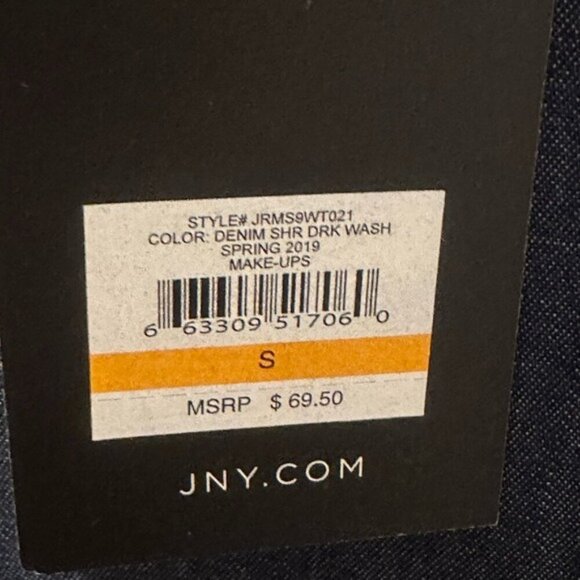 STYLE# JRMS9WT021
COLOR: DENIM SHR DRK WASH
SPRING 2019
MAKE-UPS
6 63309 51706 0
S
MSRP $ 69.50
JNY.COM